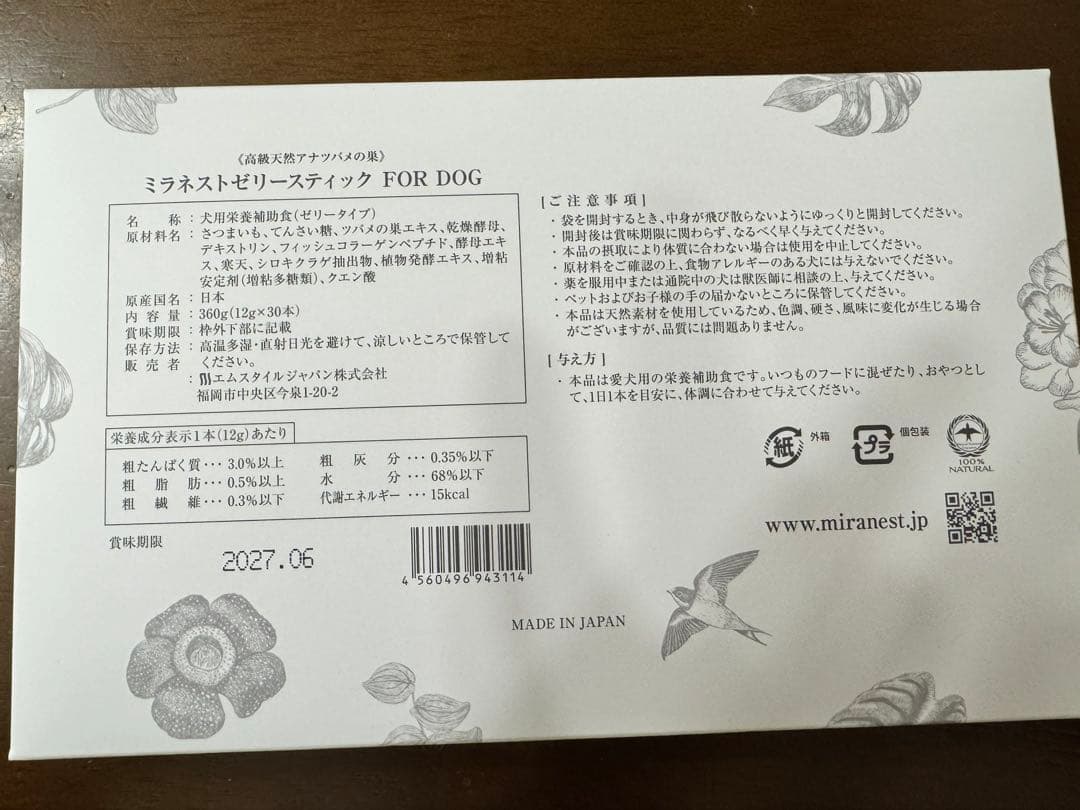 《高級天然アナツバメの巣》
ミラネストゼリースティック FOR DOG
名 称 : 犬用栄養補助食(ゼリータイプ)
原材料名 : さつまいも、てんさい糖、ツバメの巣エキス、乾燥酵母、
デキストリン、フィッシュコラーゲンペプチド、酵母エキ
ス、寒天、シロキクラゲ抽出物、植物発酵エキス、増粘
安定剤(増粘多糖類)、クエン酸
原産国名 : 日本
内 容 量 : 360g(12g×30本)
賞味期限 : 枠外下部に記載
保存方法 : 高温多湿・直射日光を避けて、涼しいところで保管して
ください。
販 売 者 : エムスタイルジャパン株式会社
福岡市中央区今泉1-20-2
栄養成分表示1本(12g)あたり
粗たんぱく質・・・3.0%以上
粗 脂 肪・・・0.5%以上
粗 繊 維・・・0.3%以下
粗 灰 分・・・0.35%以下
水 分・・・68%以下
代謝エネルギー・・・15kcal
賞味期限
2027.06
4 560496 943114
[ご注意事項]
・袋を開封するとき、中身が飛び散らないようにゆっくりと開封してください。
・開封後は賞味期限に関わらず、なるべく早く与えてください。
・本品の摂取により体質に合わない場合は使用を中止してください。
・原材料をご確認の上、食物アレルギーのある犬には与えないでください。
・薬を服用中または通院中の犬は獣医師に相談の上、与えてください。
・ペットおよびお子様の手の届かないところに保管してください。
・本品は天然素材を使用しているため、色調、硬さ、風味に変化が生じる場合
がございますが、品質には問題ありません。
[与え方]
・本品は愛犬用の栄養補助食です。いつものフードに混ぜたり、おやつとし
て、1日1本を目安に、体調に合わせて与えてください。
紙 外箱
プラ 個包装
100%
NATURAL
www.miranest.jp
MADE IN JAPAN